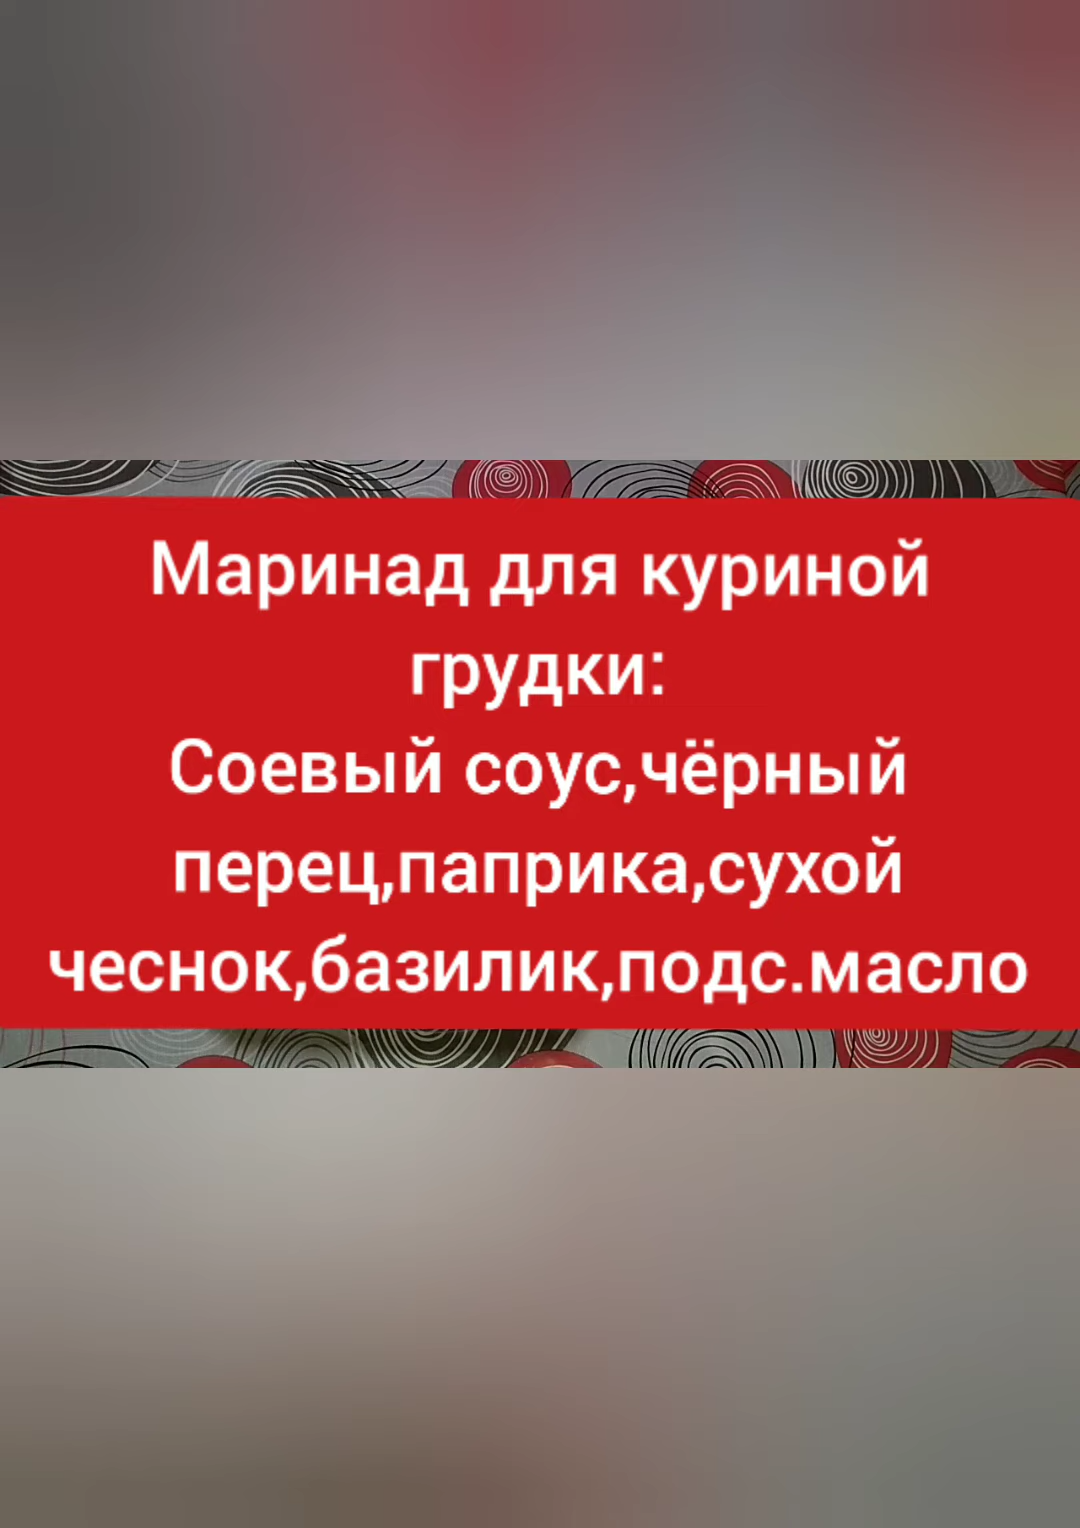 Маринад для куриной
грудки:
Соевый соус,чёрный
перец,паприка,сухой
чеснок,базилик,подс.масло